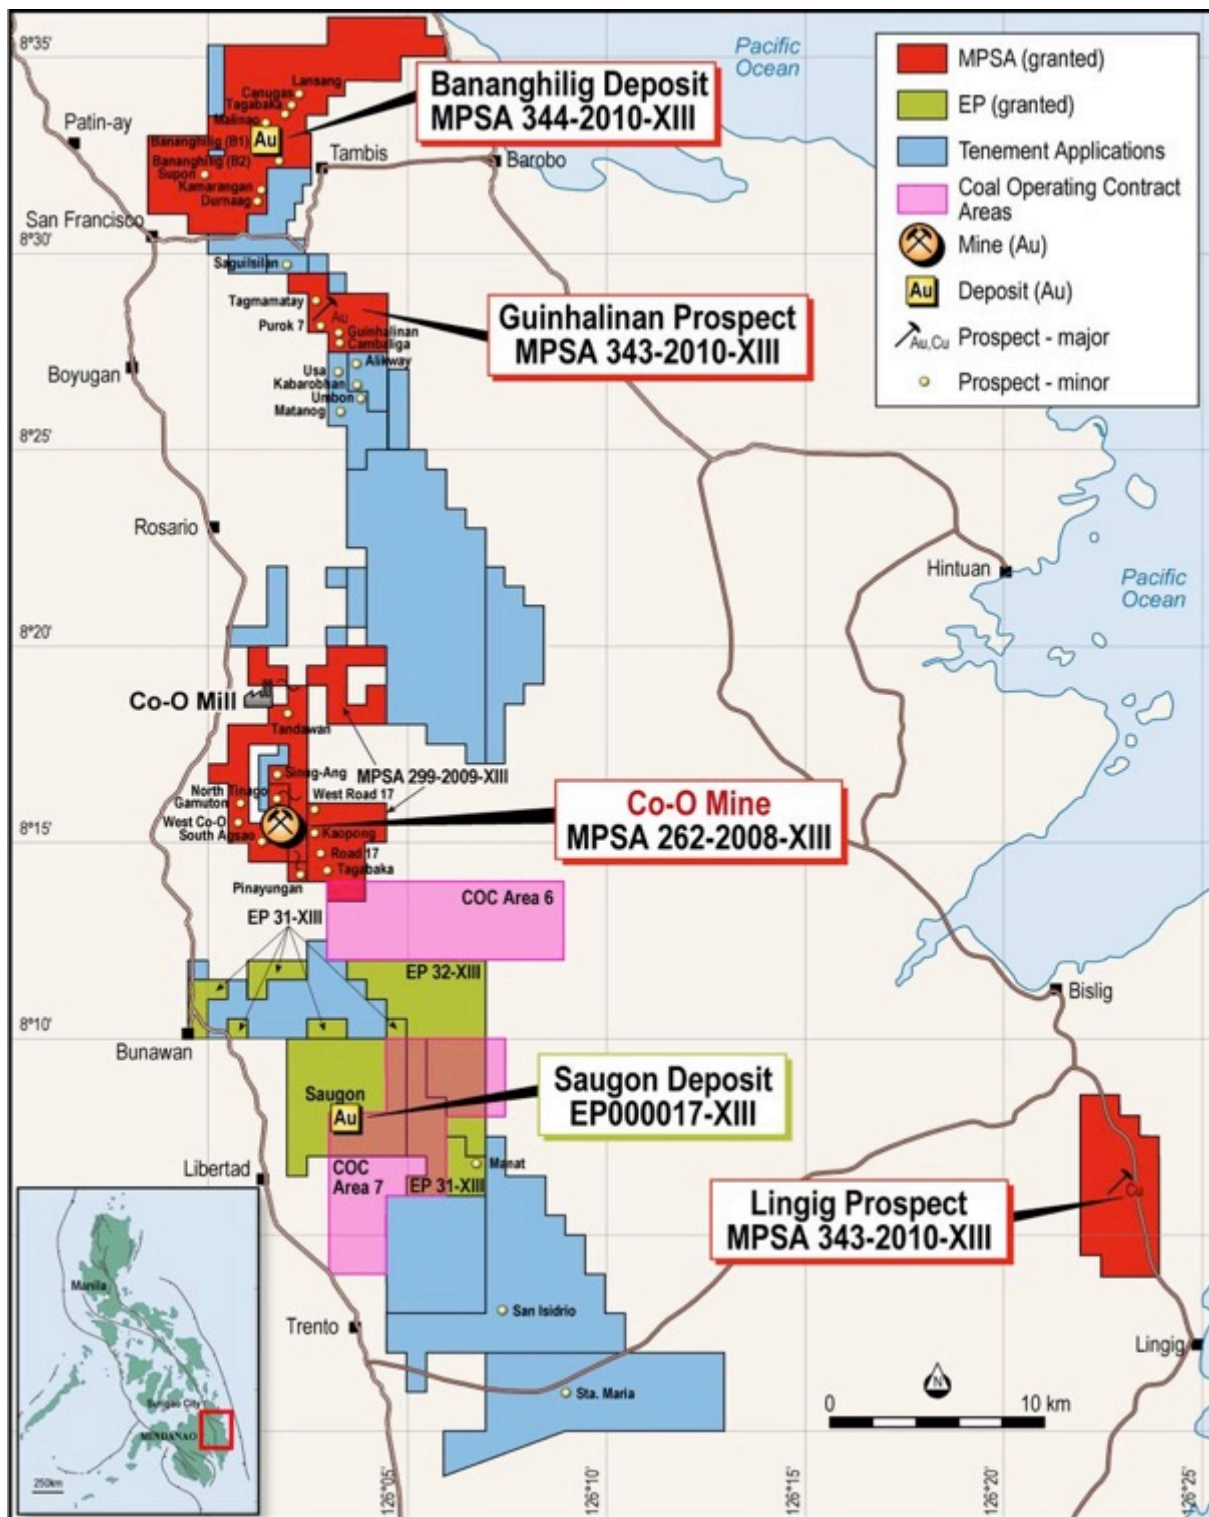 8°35'
Pacific
Ocean
MPSA (granted)
EP (granted)
Tenement Applications
Coal Operating Contract
Areas
Mine (Au)
Au
Deposit (Au)
Au,Cu
Prospect - major
Prospect - minor
Lansang
Canugas
Tagabaka
Malinao
Au
Bananghilig Deposit
MPSA 344-2010-XIII
Patin-ay
Bananghilig (B1)
Bananghilig (B2)
Supon
Kamarangan
Durnaag
Tambis
Barobo
San Francisco
8°30'
Saguilsilan
Tagmamatay
Au
Purok 7
Guinhalinan
Cambaliga
Guinhalinan Prospect
MPSA 343-2010-XIII
Boyugan
Alikway
Usa
Kabarobhan
Umbon
Matanog
8°25'
Rosario
Hintuan
Pacific
Ocean
8°20'
Co-O Mill
Tandawan
MPSA 299-2009-XIII
Sinug-Ang
North Tinago
Gamuton
West Road 17
West Co-O
South Agsao
Kaopong
Road 17
Tagabaka
Pinayungan
Co-O Mine
MPSA 262-2008-XIII
8°15'
COC Area 6
EP 31-XIII
EP 32-XIII
8°10'
Bunawan
Bislig
Saugon
Au
Saugon Deposit
EP000017-XIII
Libertad
COC
Area 7
Manat
EP 31-XIII
Cu
Lingig Prospect
MPSA 343-2010-XIII
San Isidrio
Trento
Lingig
Sta. Maria
N
0 10 km
Manila
Surigao City
MINDANAO
250km
126°05'
126°10'
126°15'
126°20'
126°25'